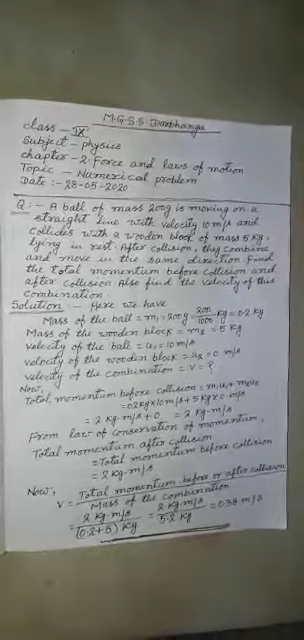 M.G.S.S. Darbhanga
class - IX
Subject - physics
chapter - 2. Force and laws of motion
Topic - Numerical problem
Date :- 28-05-2020
Q:- A ball of mass 200g is moving on a
straight line with velocity 10 m/s and
collides with a wooden block of mass 5 kg,
lying in rest. After collision, they combine
and move in the same direction. Find
the total momentum before collision and
after collision. Also find the velocity of this
combination.
Solution - Here we have
Mass of the ball = m₁ = 200g = 200/1000 kg = 0.2 kg
Mass of the wooden block = m₂ = 5 kg
velocity of the ball = u₁ = 10 m/s
velocity of the wooden block = u₂ = 0 m/s
velocity of the combination = v = ?
Now,
Total momentum before collision = m₁u₁ + m₂u₂
= 0.2kg x 10 m/s + 5 kg x 0 m/s
= 2 kg. m/s + 0 = 2 kg. m/s
From law of conservation of momentum,
Total momentum after collision
= Total momentum before collision
= 2 kg. m/s
Now,
v = Total momentum before or after collision / Mass of the combination
= 2 kg. m/s / (0.2+5) kg = 2 kg. m/s / 5.2 kg = 0.38 m/s